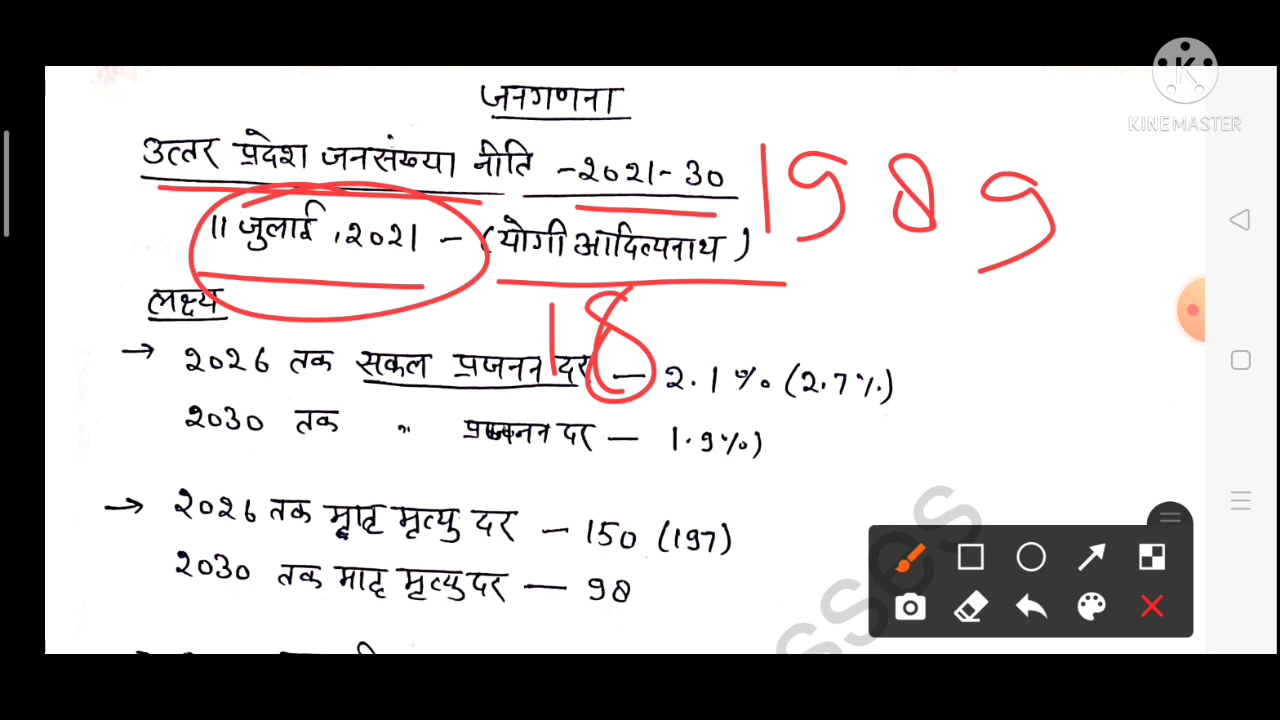 KINEMASTER
जनगणना
उत्तर प्रदेश जनसंख्या नीति - 2021-30
1989
11 जुलाई, 2021 - (योगी आदित्यनाथ)
18
लक्ष्य
→ 2026 तक सकल प्रजनन दर — 2.1% (2.7%)
2030 तक " प्रजनन दर — 1.9%)
→ 2026 तक मातृ मृत्यु दर — 150 (197)
2030 तक मातृ मृत्यु दर — 98